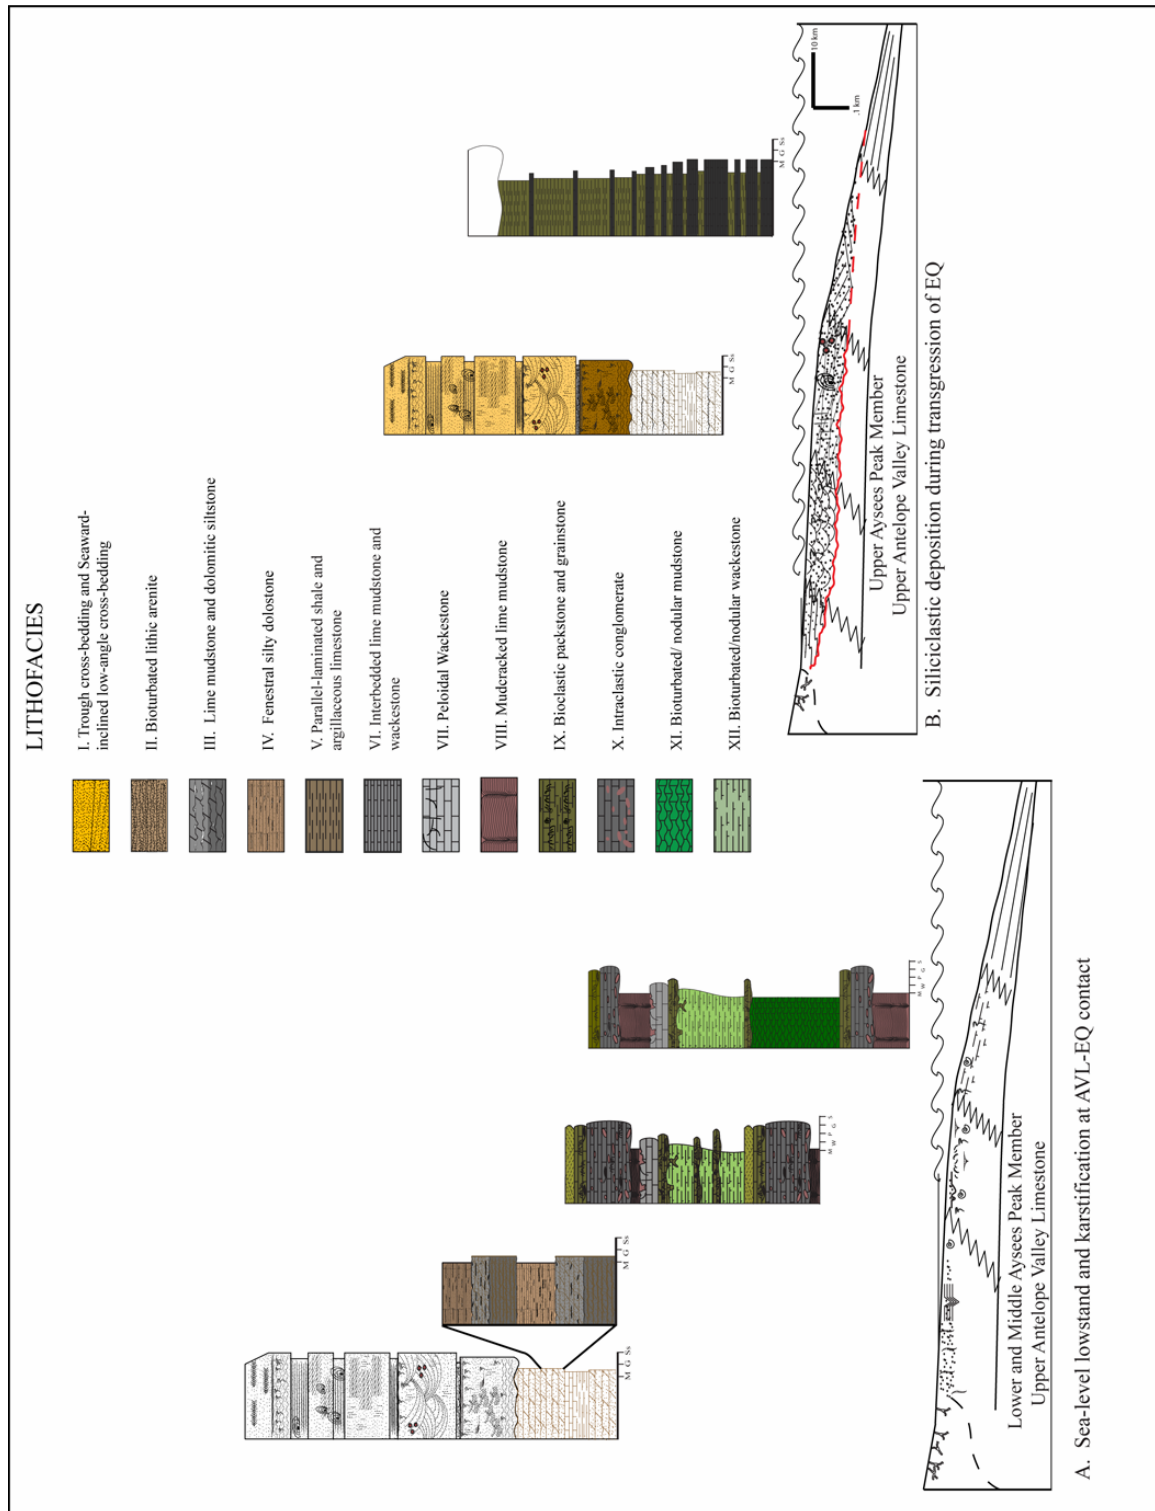 LITHOFACIES
I. Trough cross-bedding and Seaward-
inclined low-angle cross-bedding
II. Bioturbated lithic arenite
III. Lime mudstone and dolomitic siltstone
IV. Fenestral silty dolostone
V. Parallel-laminated shale and
argillaceous limestone
VI. Interbedded lime mudstone and
wackestone
VII. Peloidal Wackestone
VIII. Mudcracked lime mudstone
IX. Bioclastic packstone and grainstone
X. Intraclastic conglomerate
XI. Bioturbated/ nodular mudstone
XII. Bioturbated/nodular wackestone
M G Ss
M G Ss
M W P G S
M W P G S
M G Ss
M G Ss
Lower and Middle Aysees Peak Member
Upper Antelope Valley Limestone
A. Sea-level lowstand and karstification at AVL-EQ contact
10 km
.1 km
Upper Aysees Peak Member
Upper Antelope Valley Limestone
B. Siliciclastic deposition during transgression of EQ